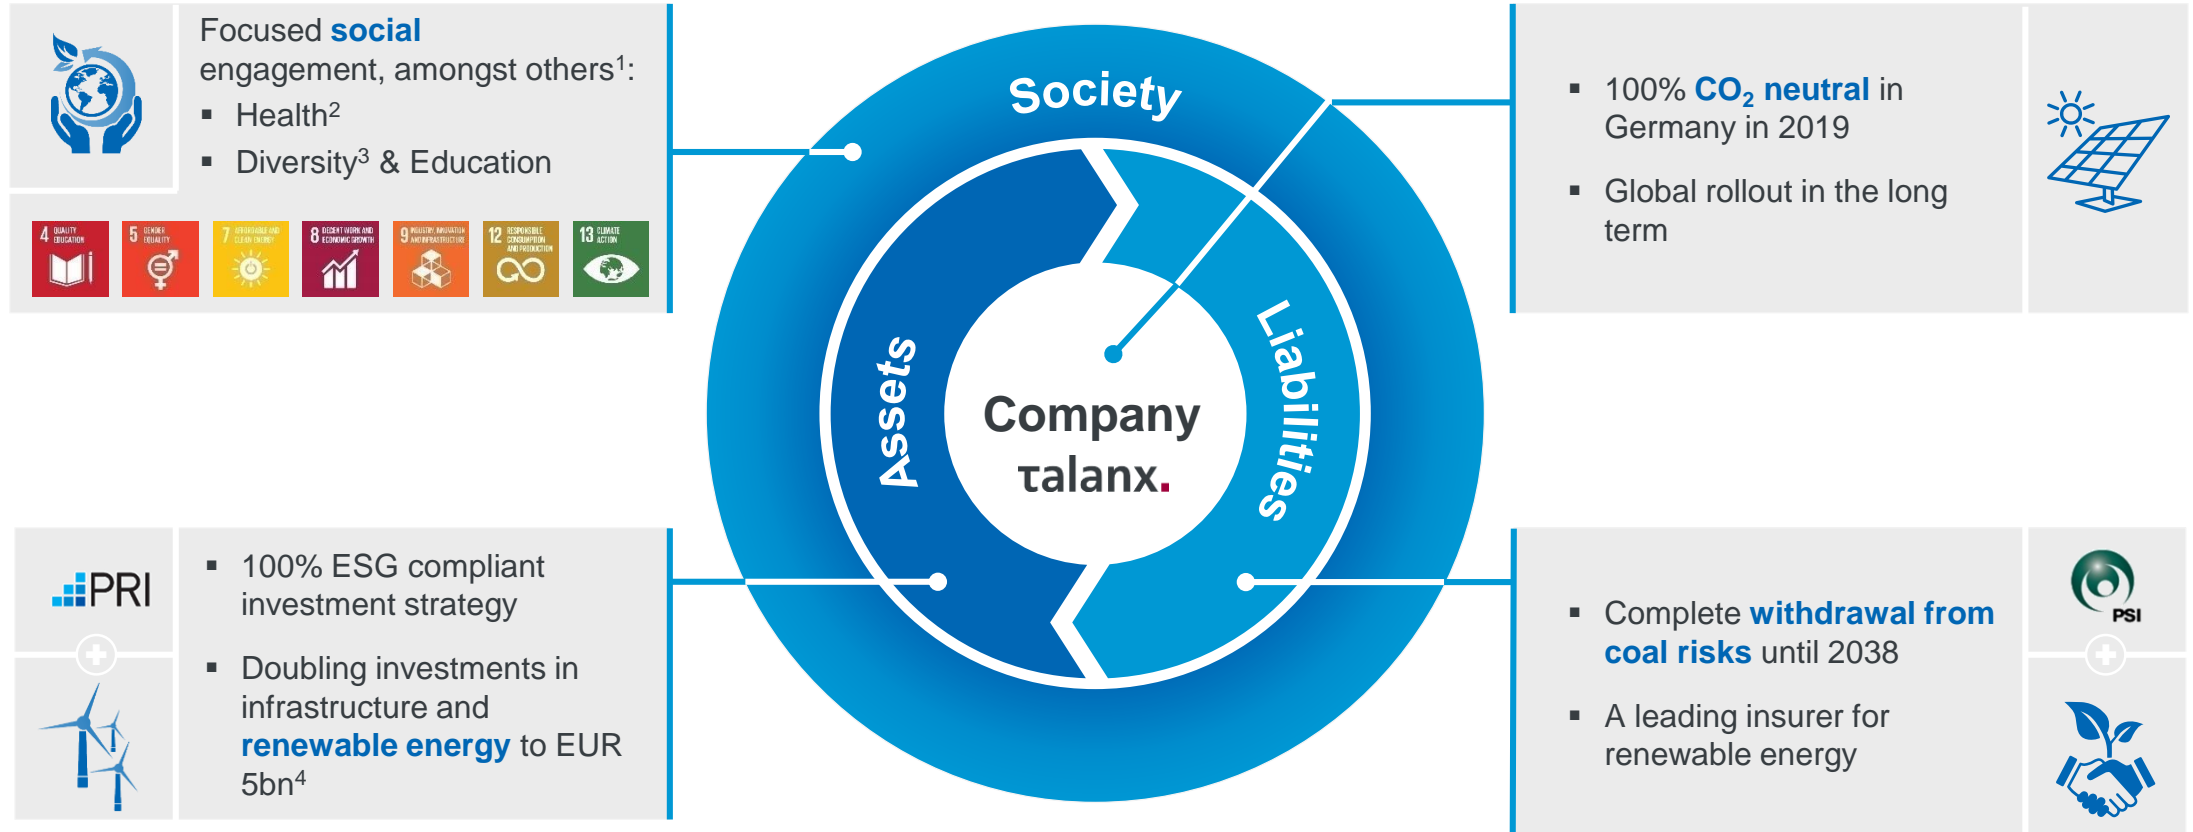 Focused social
engagement, amongst others¹:
▪ Health²
▪ Diversity³ & Education
4 QUALITY
EDUCATION
5 GENDER
EQUALITY
7 AFFORDABLE AND
CLEAN ENERGY
8 DECENT WORK AND
ECONOMIC GROWTH
9 INDUSTRY, INNOVATION
AND INFRASTRUCTURE
12 RESPONSIBLE
CONSUMPTION
AND PRODUCTION
13 CLIMATE
ACTION
Society
Assets
Liabilities
Company
τalanx.
▪ 100% CO₂ neutral in
Germany in 2019
▪ Global rollout in the long
term
PRI
▪ 100% ESG compliant
investment strategy
▪ Doubling investments in
infrastructure and
renewable energy to EUR
5bn⁴
▪ Complete withdrawal from
coal risks until 2038
▪ A leading insurer for
renewable energy
PSI